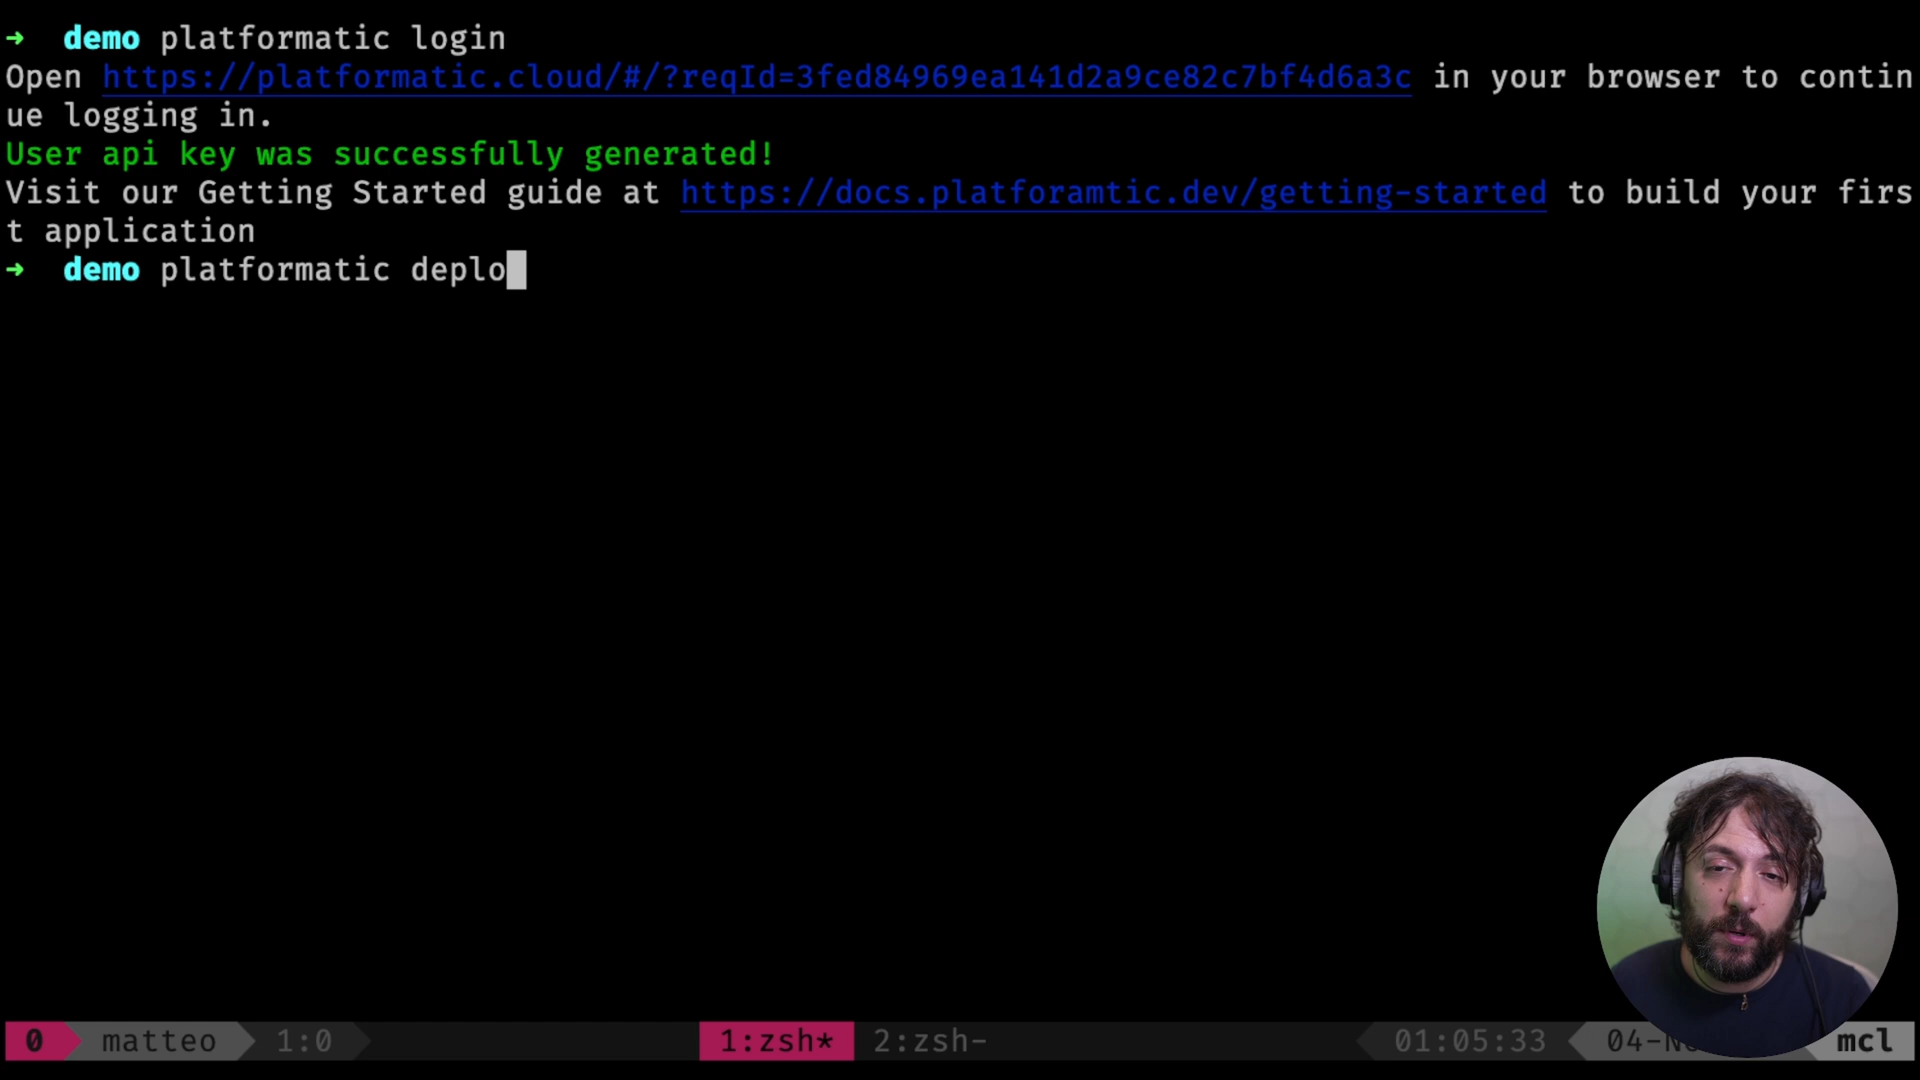 ➜ demo platformatic login
Open https://platformatic.cloud/#/?reqId=3fed84969ea141d2a9ce82c7bf4d6a3c in your browser to contin
ue logging in.
User api key was successfully generated!
Visit our Getting Started guide at https://docs.platforamtic.dev/getting-started to build your firs
t application
➜ demo platformatic deplo
0 matteo 1:0 1:zsh* 2:zsh- 01:05:33 04-N mcl